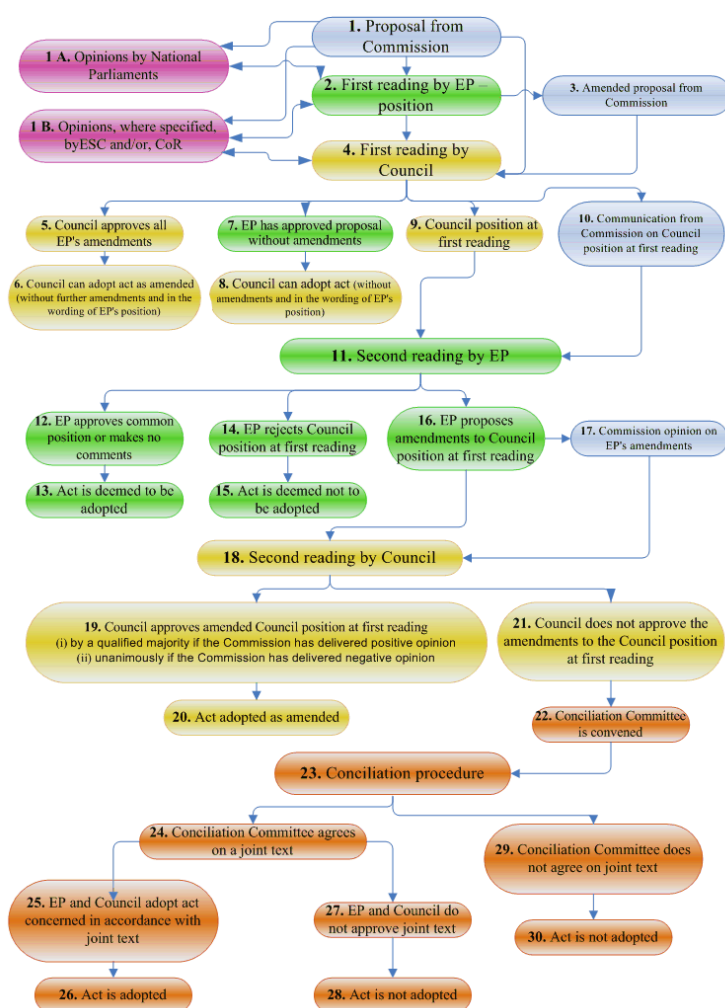 1. Proposal from
Commission
1 A. Opinions by National
Parliaments
2. First reading by EP –
position
3. Amended proposal from
Commission
1 B. Opinions, where specified,
byESC and/or, CoR
4. First reading by
Council
5. Council approves all
EP's amendments
7. EP has approved proposal
without amendments
9. Council position at
first reading
10. Communication from
Commission on Council
position at first reading
6. Council can adopt act as amended
(without further amendments and in the
wording of EP's position)
8. Council can adopt act (without
amendments and in the wording of EP's
position)
11. Second reading by EP
12. EP approves common
position or makes no
comments
14. EP rejects Council
position at first reading
16. EP proposes
amendments to Council
position at first reading
17. Commission opinion on
EP's amendments
13. Act is deemed to be
adopted
15. Act is deemed not to
be adopted
18. Second reading by Council
19. Council approves amended Council position at first reading
(i) by a qualified majority if the Commission has delivered positive opinion
(ii) unanimously if the Commission has delivered negative opinion
21. Council does not approve the
amendments to the Council position
at first reading
20. Act adopted as amended
22. Conciliation Committee
is convened
23. Conciliation procedure
24. Conciliation Committee agrees
on a joint text
29. Conciliation Committee does
not agree on joint text
25. EP and Council adopt act
concerned in accordance with
joint text
27. EP and Council do
not approve joint text
30. Act is not adopted
26. Act is adopted
28. Act is not adopted